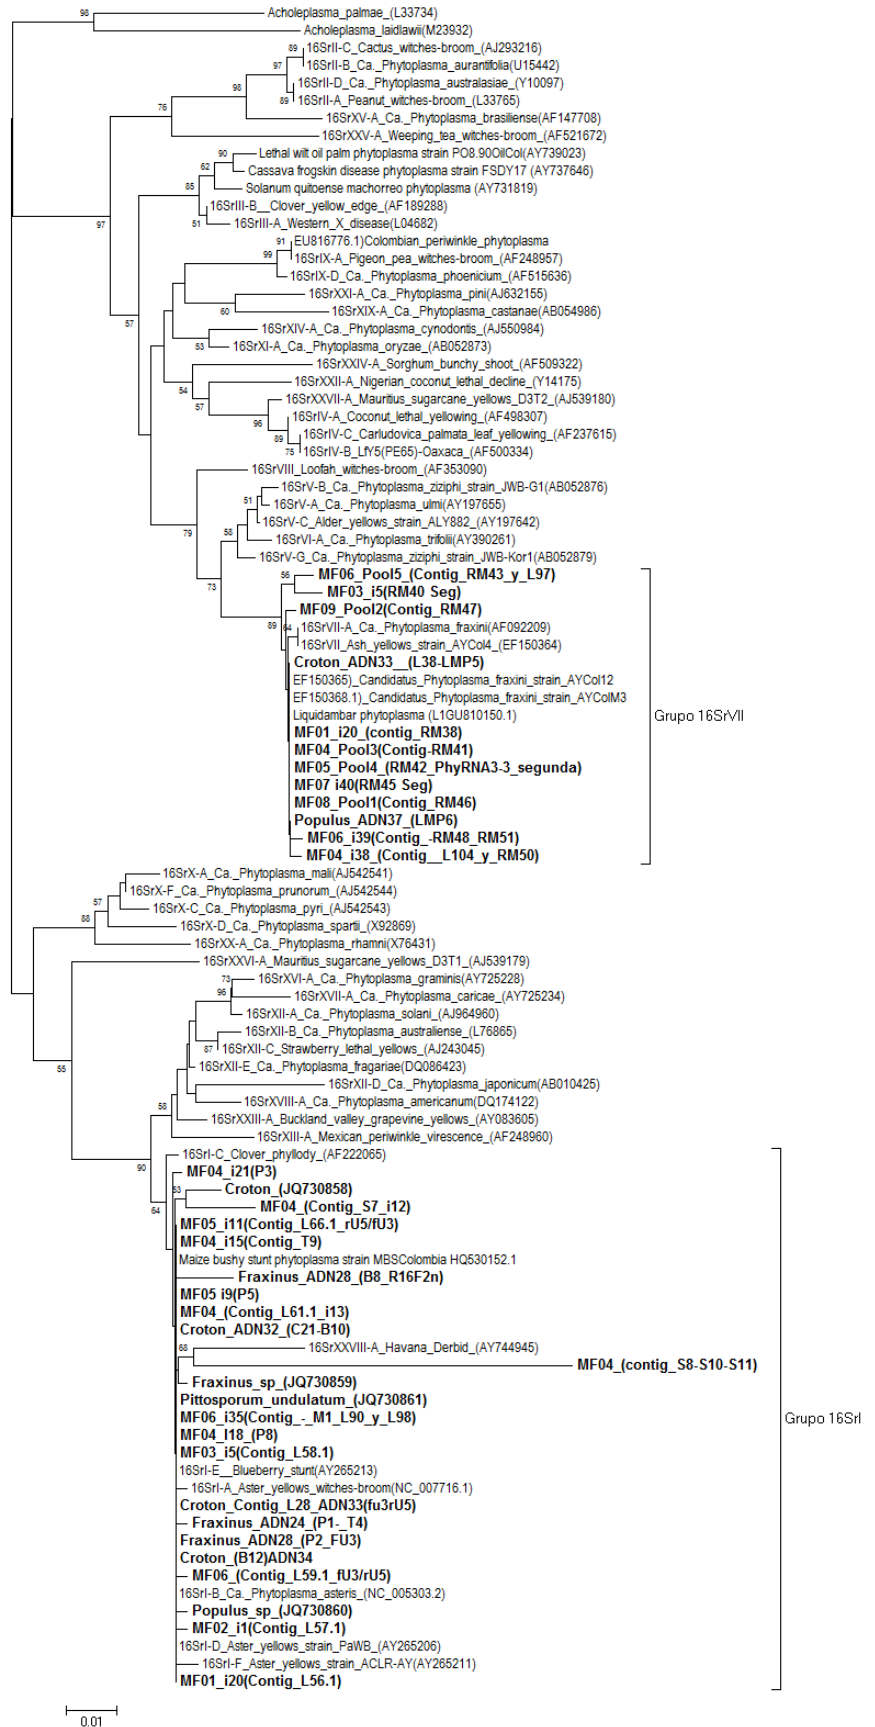 98
Acholeplasma_palmae_(L33734)
Acholeplasma_laidlawii(M23932)
89
16SrII-C_Cactus_witches-broom_(AJ293216)
97
16SrII-B_Ca._Phytoplasma_aurantifolia(U15442)
98
16SrII-D_Ca._Phytoplasma_australasiae_(Y10097)
89
16SrII-A_Peanut_witches-broom_(L33765)
76
16SrXV-A_Ca._Phytoplasma_brasiliense(AF147708)
16SrXXV-A_Weeping_tea_witches-broom_(AF521672)
90
Lethal wilt oil palm phytoplasma strain PO8.90OilCol(AY739023)
62
Cassava frogskin disease phytoplasma strain FSDY17 (AY737646)
85
Solanum quitoense machorreo phytoplasma (AY731819)
16SrIII-B__Clover_yellow_edge_(AF189288)
97
51
16SrIII-A_Western_X_disease(L04682)
91
EU816776.1)Colombian_periwinkle_phytoplasma
99
16SrIX-A_Pigeon_pea_witches-broom_(AF248957)
16SrIX-D_Ca._Phytoplasma_phoenicium_(AF515636)
16SrXXI-A_Ca._Phytoplasma_pini(AJ632155)
60
16SrXIX-A_Ca._Phytoplasma_castanae(AB054986)
57
16SrXIV-A_Ca._Phytoplasma_cynodontis_(AJ550984)
53
16SrXI-A_Ca._Phytoplasma_oryzae_(AB052873)
16SrXXIV-A_Sorghum_bunchy_shoot_(AF509322)
54
16SrXXII-A_Nigerian_coconut_lethal_decline_(Y14175)
57
16SrXXVII-A_Mauritius_sugarcane_yellows_D3T2_(AJ539180)
96
16SrIV-A_Coconut_lethal_yellowing_(AF498307)
89
16SrIV-C_Carludovica_palmata_leaf_yellowing_(AF237615)
75
16SrIV-B_LfY5(PE65)-Oaxaca_(AF500334)
16SrVIII_Loofah_witches-broom_(AF353090)
16SrV-B_Ca._Phytoplasma_ziziphi_strain_JWB-G1(AB052876)
51
16SrV-A_Ca._Phytoplasma_ulmi(AY197655)
16SrV-C_Alder_yellows_strain_ALY882_(AY197642)
79
58
16SrVI-A_Ca._Phytoplasma_trifolii(AY390261)
16SrV-G_Ca._Phytoplasma_ziziphi_strain_JWB-Kor1(AB052879)
73
56
MF06_Pool5_(Contig_RM43_y_L97)
MF03_i5(RM40_Seg)
MF09_Pool2(Contig_RM47)
89
64
16SrVII-A_Ca._Phytoplasma_fraxini(AF092209)
16SrVII_Ash_yellows_strain_AYCol4_(EF150364)
Croton_ADN33__(L38-LMP5)
EF150365)_Candidatus_Phytoplasma_fraxini_strain_AYCol12
EF150368.1)_Candidatus_Phytoplasma_fraxini_strain_AYColM3
Liquidambar phytoplasma (L1GU810150.1)
Grupo 16SrVII
MF01_i20_(contig_RM38)
MF04_Pool3(Contig-RM41)
MF05_Pool4_(RM42_PhyRNA3-3_segunda)
MF07_i40(RM45 Seg)
MF08_Pool1(Contig_RM46)
Populus_ADN37_(LMP6)
MF06_i39(Contig_-RM48_RM51)
MF04_i38_(Contig__L104_y_RM50)
16SrX-A_Ca._Phytoplasma_mali(AJ542541)
57
16SrX-F_Ca._Phytoplasma_prunorum_(AJ542544)
16SrX-C_Ca._Phytoplasma_pyri_(AJ542543)
88
16SrX-D_Ca._Phytoplasma_spartii_(X92869)
16SrXX-A_Ca._Phytoplasma_rhamni(X76431)
16SrXXVI-A_Mauritius_sugarcane_yellows_D3T1_(AJ539179)
73
16SrXVI-A_Ca._Phytoplasma_graminis(AY725228)
96
16SrXVII-A_Ca._Phytoplasma_caricae_(AY725234)
16SrXII-A_Ca._Phytoplasma_solani_(AJ964960)
16SrXII-B_Ca._Phytoplasma_australiense_(L76865)
87
16SrXII-C_Strawberry_lethal_yellows_(AJ243045)
55
16SrXII-E_Ca._Phytoplasma_fragariae(DQ086423)
16SrXII-D_Ca._Phytoplasma_japonicum(AB010425)
16SrXVIII-A_Ca._Phytoplasma_americanum(DQ174122)
58
16SrXXIII-A_Buckland_valley_grapevine_yellows_(AY083605)
16SrXIII-A_Mexican_periwinkle_virescence_(AF248960)
90
16SrI-C_Clover_phyllody_(AF222065)
MF04_i21(P3)
53
Croton_(JQ730858)
64
MF04_(Contig_S7_i12)
MF05_i11(Contig_L66.1_rU5/fU3)
MF04_i15(Contig_T9)
Maize bushy stunt phytoplasma strain MBSColombia HQ530152.1
Fraxinus_ADN28_(B8_R16F2n)
MF05 i9(P5)
MF04_(Contig_L61.1_i13)
Croton_ADN32_(C21-B10)
68
16SrXXVIII-A_Havana_Derbid_(AY744945)
MF04_(contig_S8-S10-S11)
Fraxinus_sp_(JQ730859)
Pittosporum_undulatum_(JQ730861)
MF06_i35(Contig_-_M1_L90_y_L98)
Grupo 16SrI
MF04_I18_(P8)
MF03_i5(Contig_L58.1)
16SrI-E__Blueberry_stunt(AY265213)
16SrI-A_Aster_yellows_witches-broom(NC_007716.1)
Croton_Contig_L28_ADN33(fu3rU5)
Fraxinus_ADN24_(P1-_T4)
Fraxinus_ADN28_(P2_FU3)
Croton_(B12)ADN34
MF06_(Contig_L59.1_fU3/rU5)
16SrI-B_Ca._Phytoplasma_asteris_(NC_005303.2)
Populus_sp_(JQ730860)
MF02_i1(Contig_L57.1)
16SrI-D_Aster_yellows_strain_PaWB_(AY265206)
16SrI-F_Aster_yellows_strain_ACLR-AY(AY265211)
MF01_i20(Contig_L56.1)
0.01